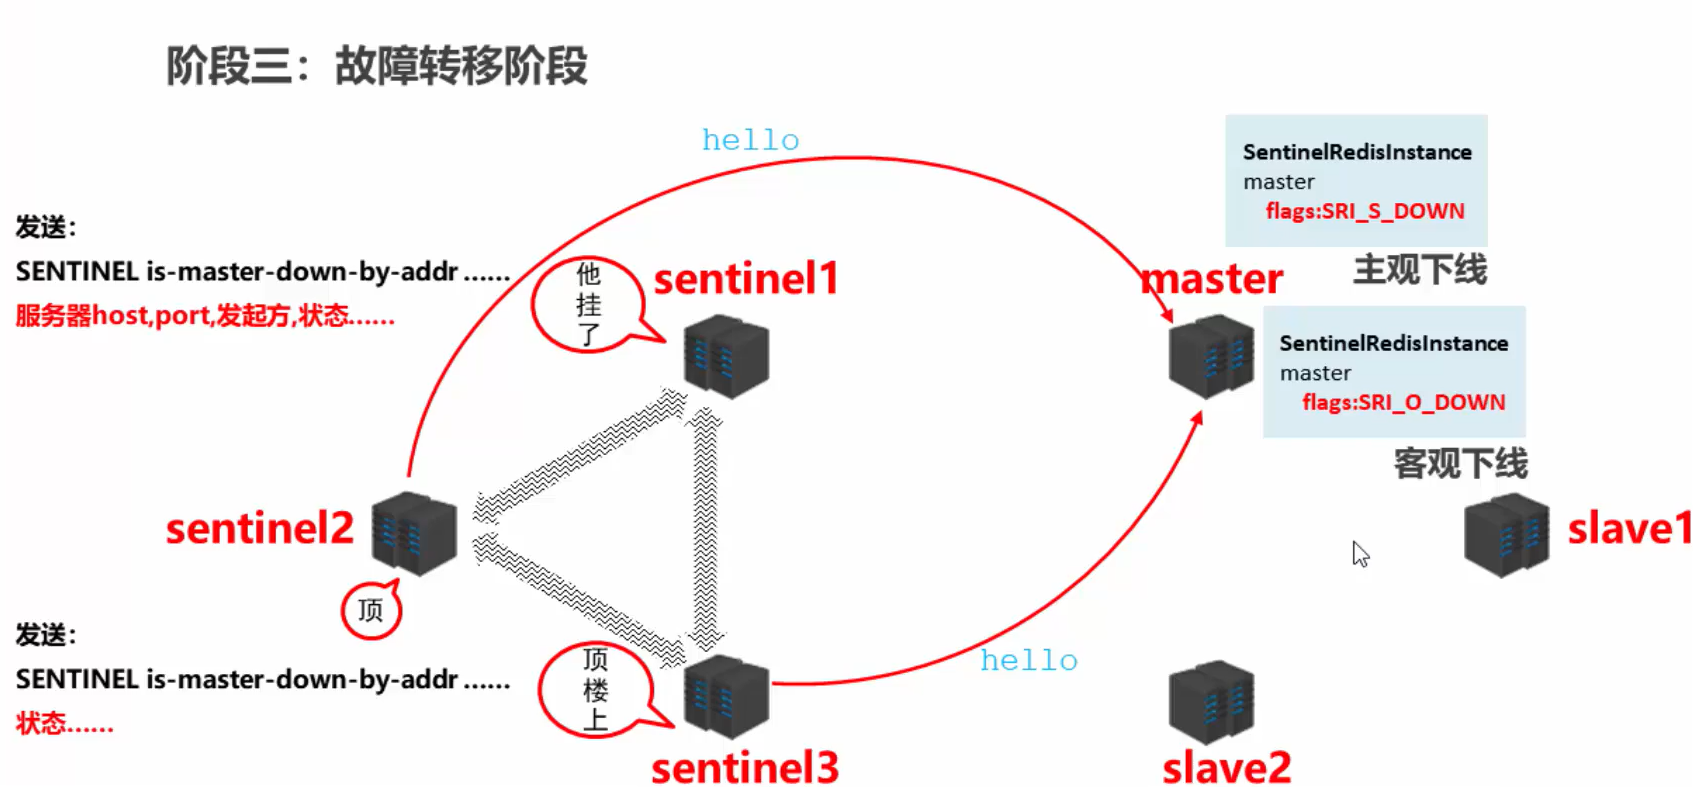 阶段三：故障转移阶段
hello
SentinelRedisInstance
master
flags:SRI_S_DOWN
主观下线
发送：
SENTINEL is-master-down-by-addr ……
服务器host,port,发起方,状态……
他
挂
了
sentinel1
master
SentinelRedisInstance
master
flags:SRI_O_DOWN
客观下线
sentinel2
slave1
顶
发送：
SENTINEL is-master-down-by-addr ……
状态……
顶
楼
上
hello
sentinel3
slave2